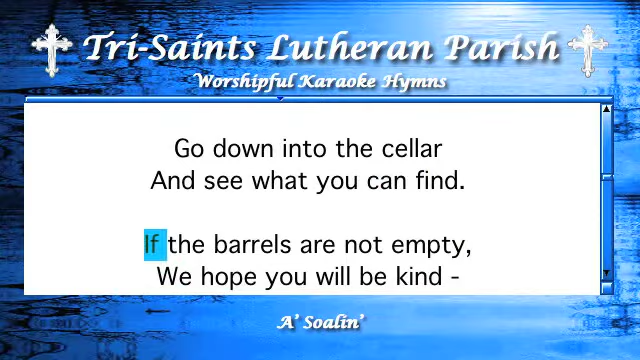 Tri-Saints Lutheran Parish
Worshipful Karaoke Hymns
Go down into the cellar
And see what you can find.
If the barrels are not empty,
We hope you will be kind -
A' Soalin'